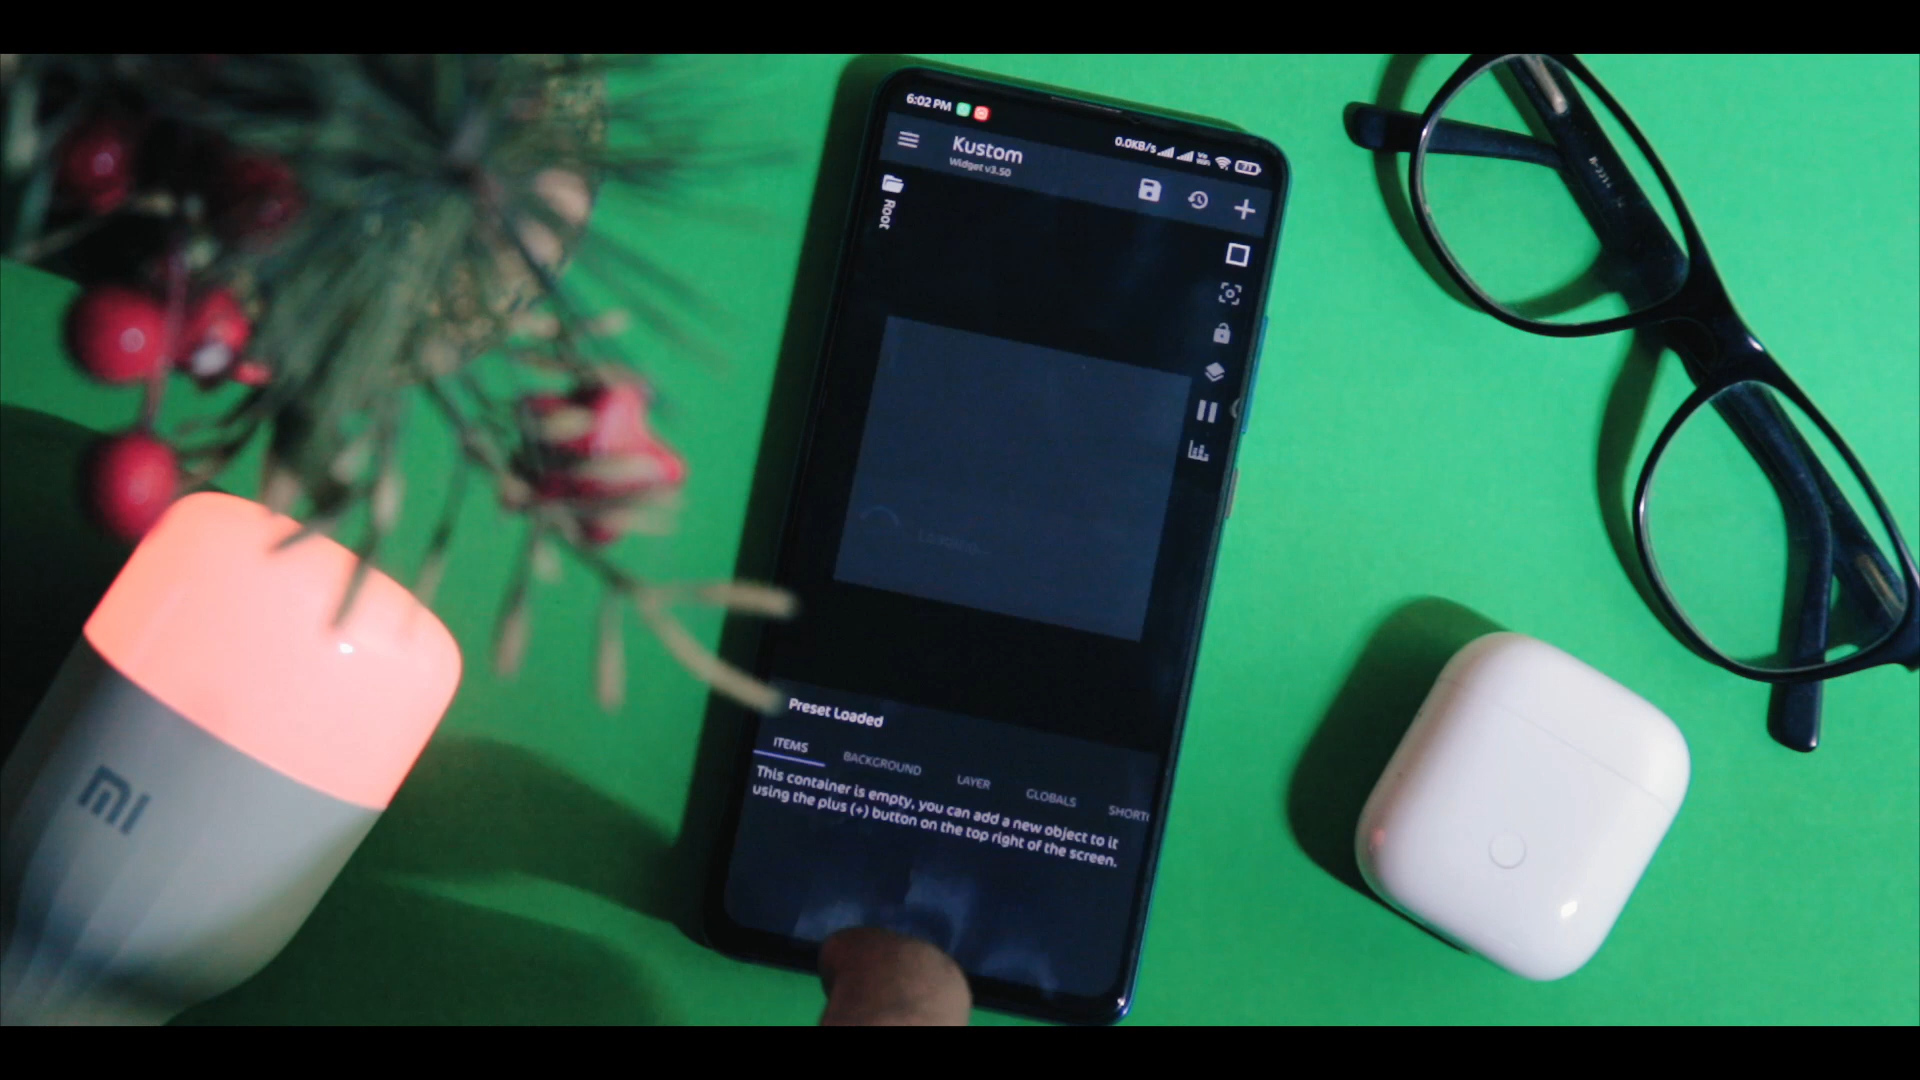 6:02 PM
0.0KB/s
Kustom
Widget v3.50
Root
Loading...
Preset Loaded
ITEMS
BACKGROUND
LAYER
GLOBALS
SHORT
This container is empty, you can add a new object to it
using the plus (+) button on the top right of the screen.
mi